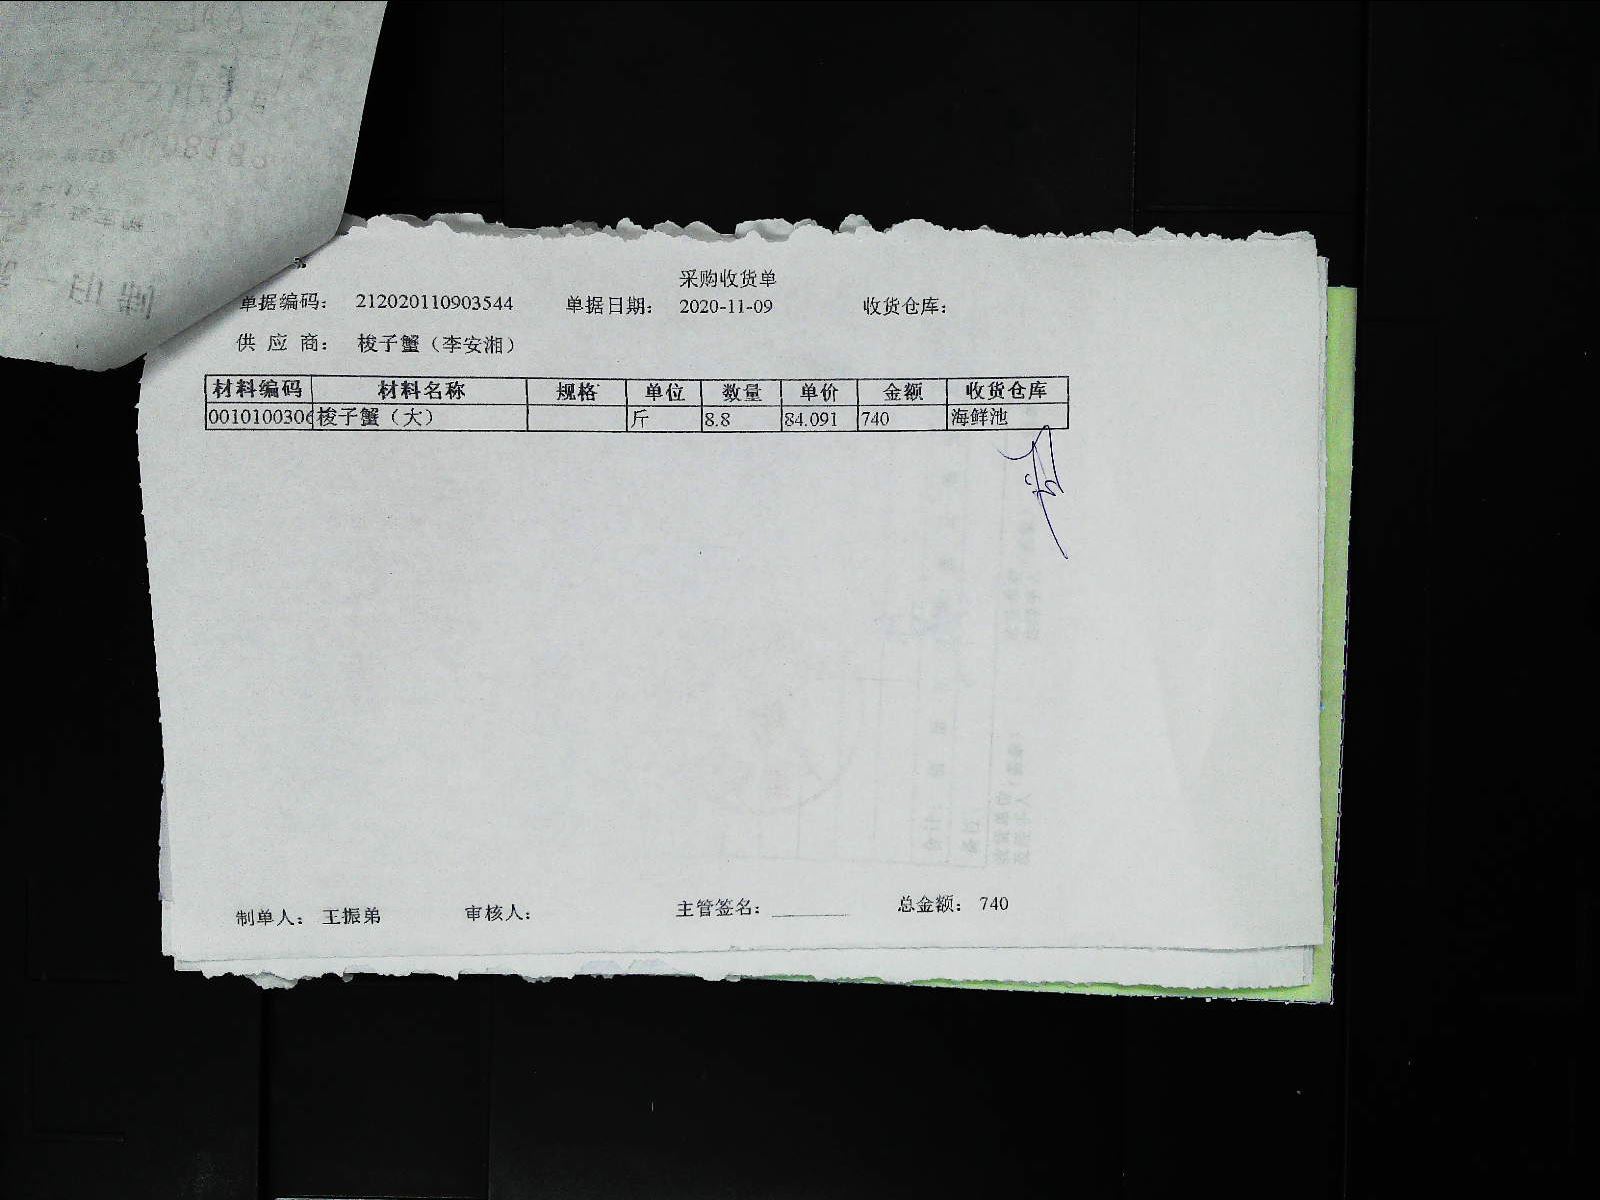 采购收货单
单据编码： 212020110903544 单据日期： 2020-11-09 收货仓库：
供 应 商： 梭子蟹（李安湘）
材料编码 材料名称 规格 单位 数量 单价 金额 收货仓库
0010100306 梭子蟹（大） 斤 8.8 84.091 740 海鲜池
制单人： 王振弟 审核人： 主管签名： 总金额： 740